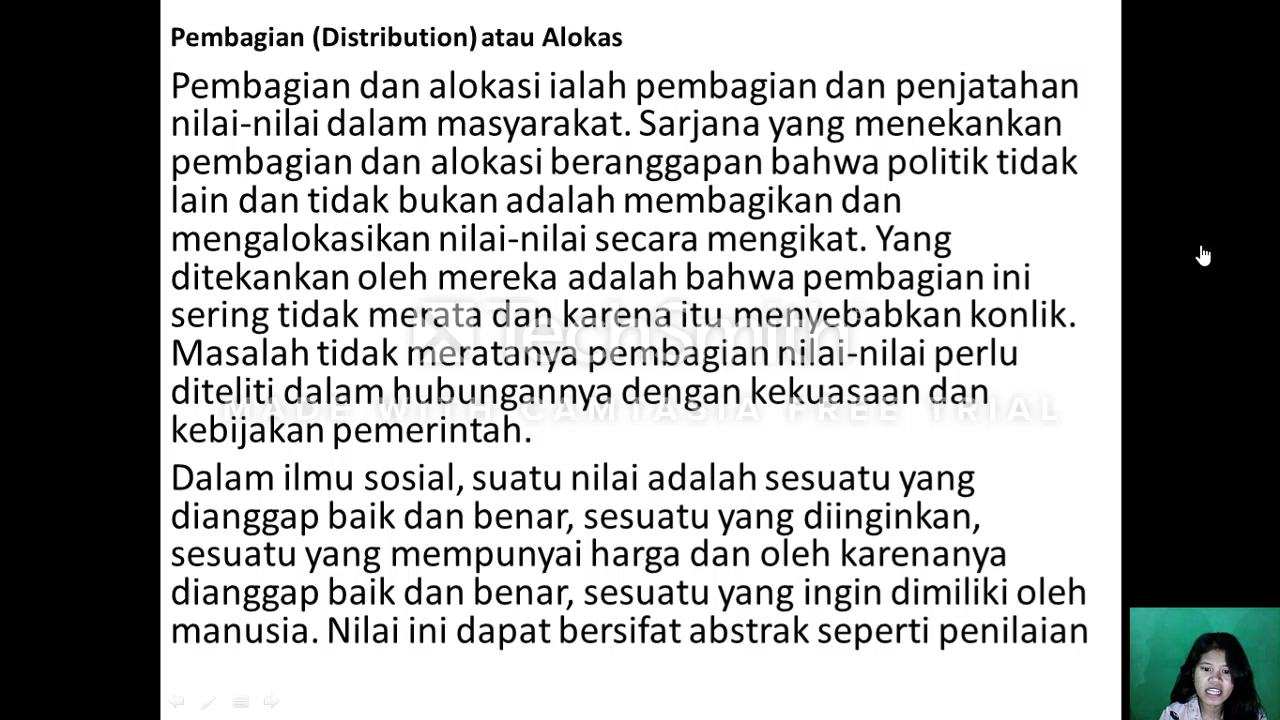 Pembagian (Distribution) atau Alokas
Pembagian dan alokasi ialah pembagian dan penjatahan
nilai-nilai dalam masyarakat. Sarjana yang menekankan
pembagian dan alokasi beranggapan bahwa politik tidak
lain dan tidak bukan adalah membagikan dan
mengalokasikan nilai-nilai secara mengikat. Yang
ditekankan oleh mereka adalah bahwa pembagian ini
sering tidak merata dan karena itu menyebabkan konlik.
Masalah tidak meratanya pembagian nilai-nilai perlu
diteliti dalam hubungannya dengan kekuasaan dan
kebijakan pemerintah.
Dalam ilmu sosial, suatu nilai adalah sesuatu yang
dianggap baik dan benar, sesuatu yang diinginkan,
sesuatu yang mempunyai harga dan oleh karenanya
dianggap baik dan benar, sesuatu yang ingin dimiliki oleh
manusia. Nilai ini dapat bersifat abstrak seperti penilaian
TechSmith
MADE WITH CAMTASIA FREE TRIAL